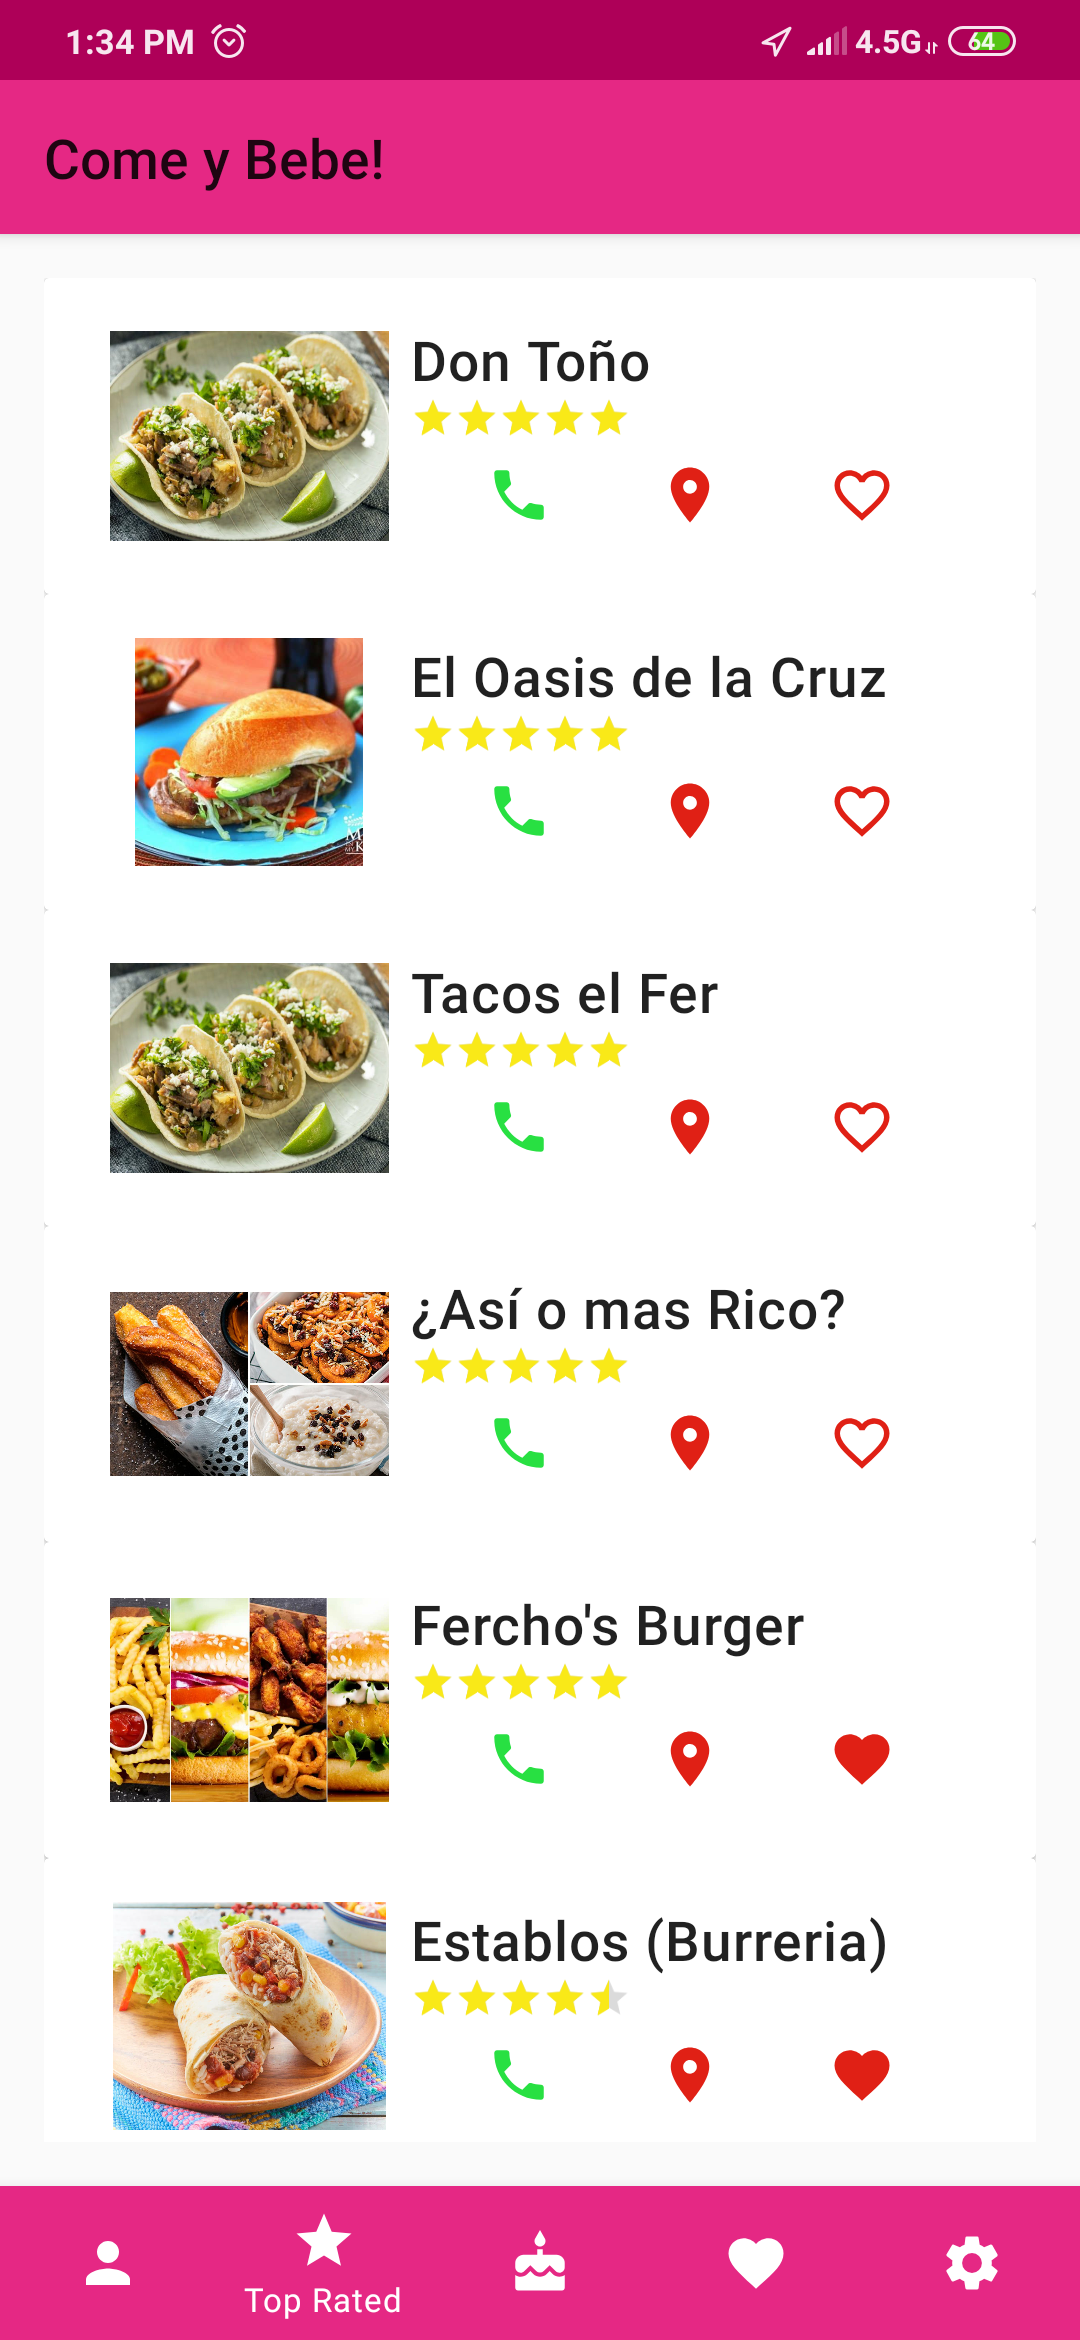 1:34 PM 4.5G 64
Come y Bebe!
Don Toño
El Oasis de la Cruz
Tacos el Fer
¿Así o mas Rico?
Fercho's Burger
Establos (Burreria)
Top Rated